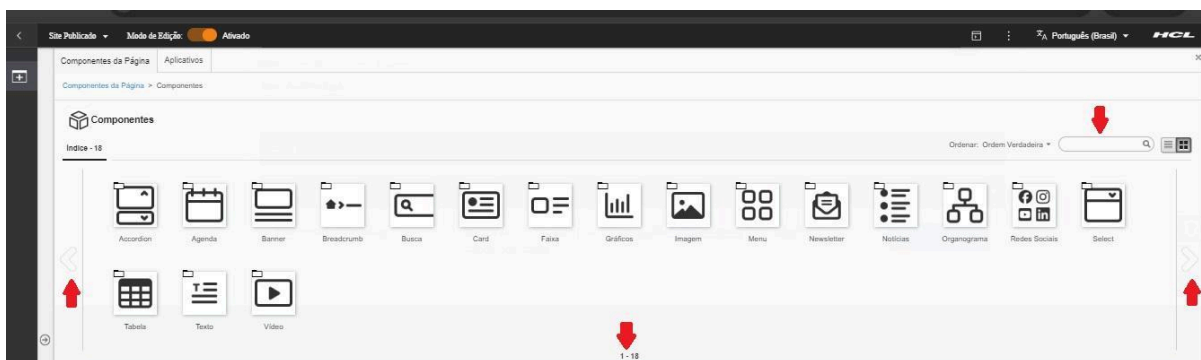 Site Publicado Modo de Edição: Ativado Português (Brasil) HCL
Componentes da Página Aplicativos
Componentes da Página > Componentes
Componentes
Indice - 18 Ordenar: Ordem Verdadeira
Accordion Agenda Banner Breadcrumb Busca Card Faixa Gráficos Imagem Menu Newsletter Notícias Organograma Redes Sociais Select
Tabela Texto Vídeo
1 - 18